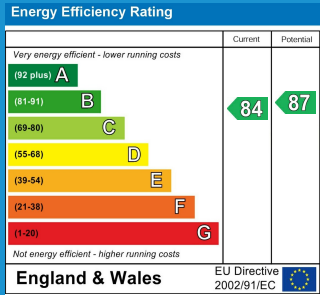 Energy Efficiency Rating
Current Potential
Very energy efficient - lower running costs
(92 plus) A
(81-91) B
(69-80) C
(55-68) D
(39-54) E
(21-38) F
(1-20) G
84 87
Not energy efficient - higher running costs
England & Wales
EU Directive
2002/91/EC